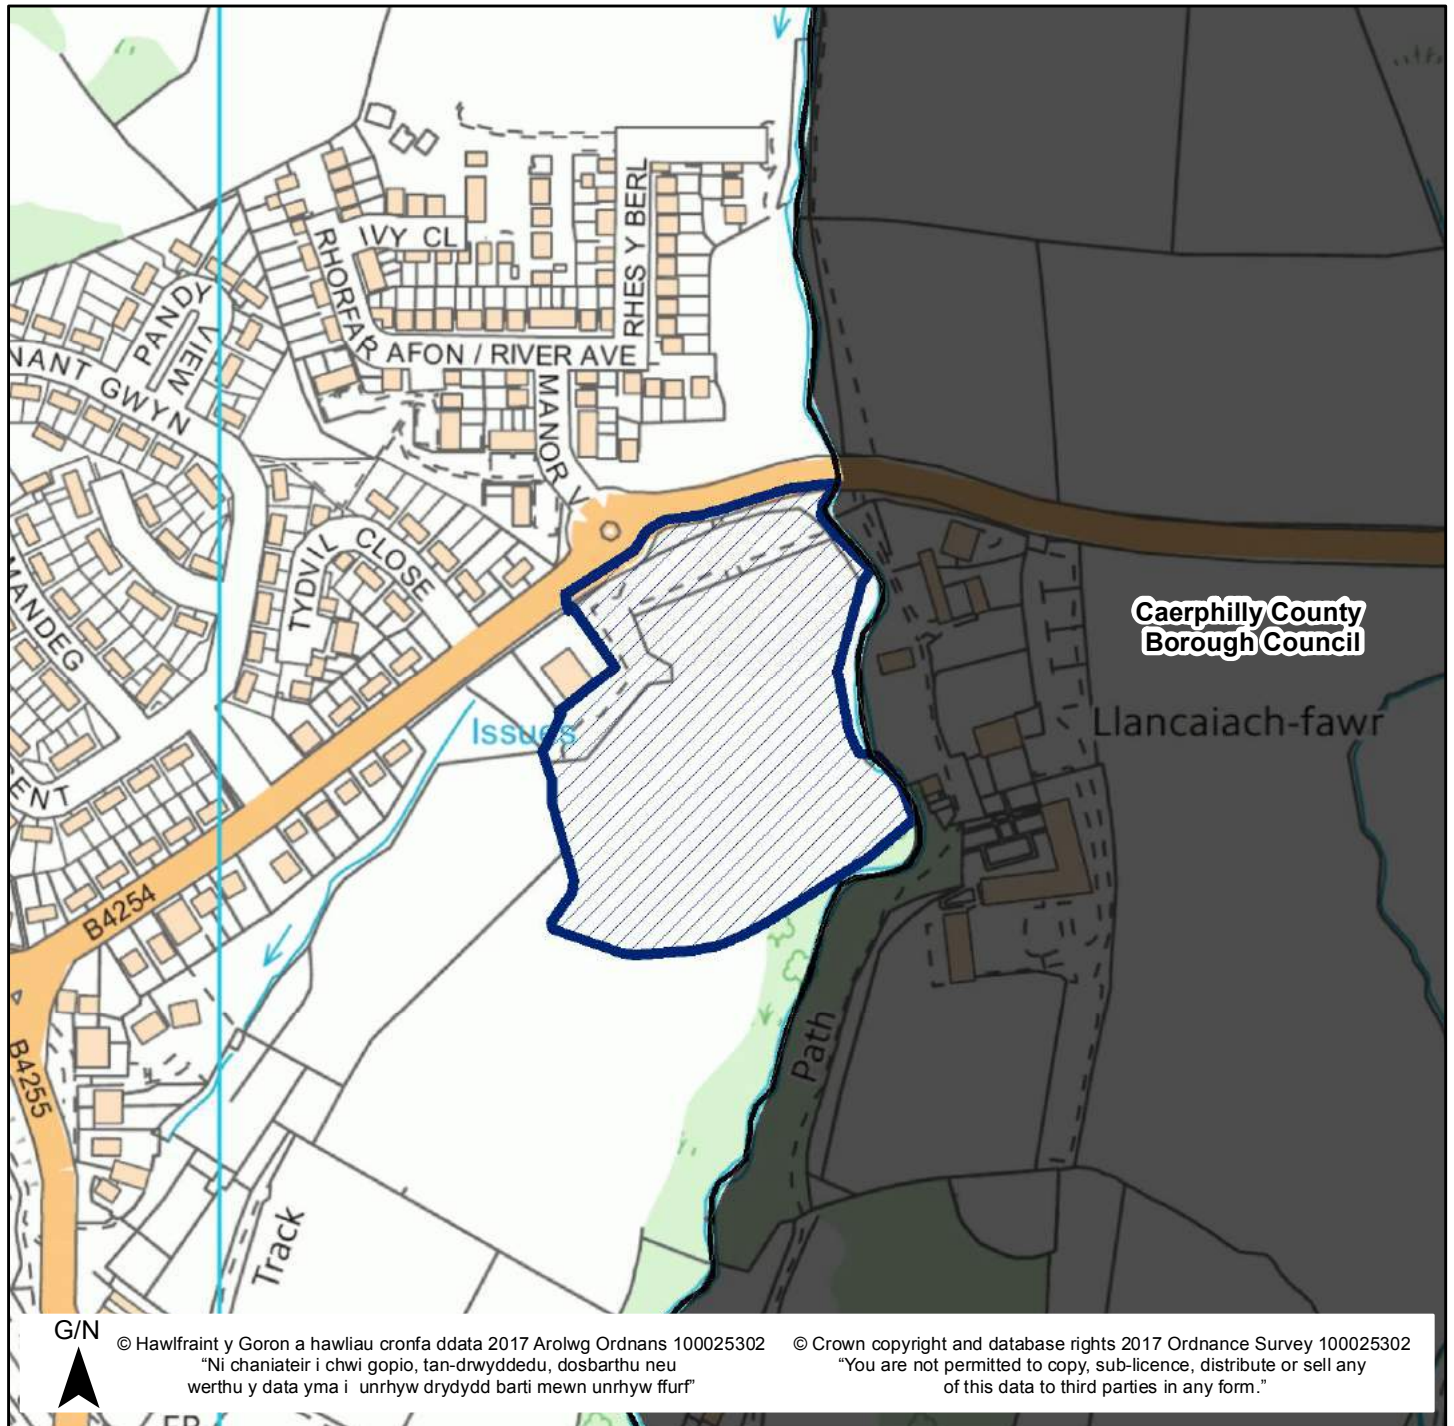 IVY CL
RHES Y BERL
PANDY VIEW
RHORFAR AFON / RIVER AVE
NANT GWYN
MANOR V
TYDVIL CLOSE
MANDEG
Caerphilly County
Borough Council
Llancaiach-fawr
Issues
ENT
B4254
B4255
Path
Track
G/N
© Hawlfraint y Goron a hawliau cronfa ddata 2017 Arolwg Ordnans 100025302
“Ni chaniateir i chwi gopio, tan-drwyddedu, dosbarthu neu
werthu y data yma i unrhyw drydydd barti mewn unrhyw ffurf”
© Crown copyright and database rights 2017 Ordnance Survey 100025302
“You are not permitted to copy, sub-licence, distribute or sell any
of this data to third parties in any form.”